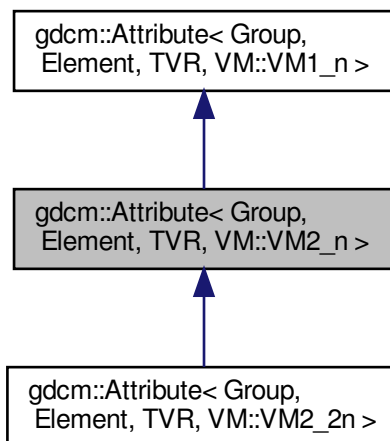 gdcm::Attribute< Group,
Element, TVR, VM::VM1_n >
gdcm::Attribute< Group,
Element, TVR, VM::VM2_n >
gdcm::Attribute< Group,
Element, TVR, VM::VM2_2n >